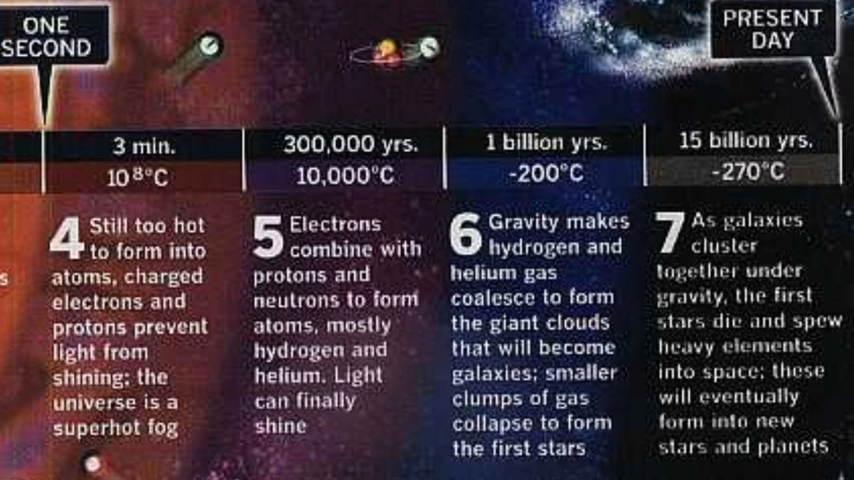 ONE
SECOND
PRESENT
DAY
3 min.
300,000 yrs.
1 billion yrs.
15 billion yrs.
10⁸°C
10,000°C
-200°C
-270°C
4 Still too hot
to form into
atoms, charged
electrons and
protons prevent
light from
shining; the
universe is a
superhot fog
5 Electrons
combine with
protons and
neutrons to form
atoms, mostly
hydrogen and
helium. Light
can finally
shine
6 Gravity makes
hydrogen and
helium gas
coalesce to form
the giant clouds
that will become
galaxies; smaller
clumps of gas
collapse to form
the first stars
7 As galaxies
cluster
together under
gravity, the first
stars die and spew
heavy elements
into space; these
will eventually
form into new
stars and planets
s